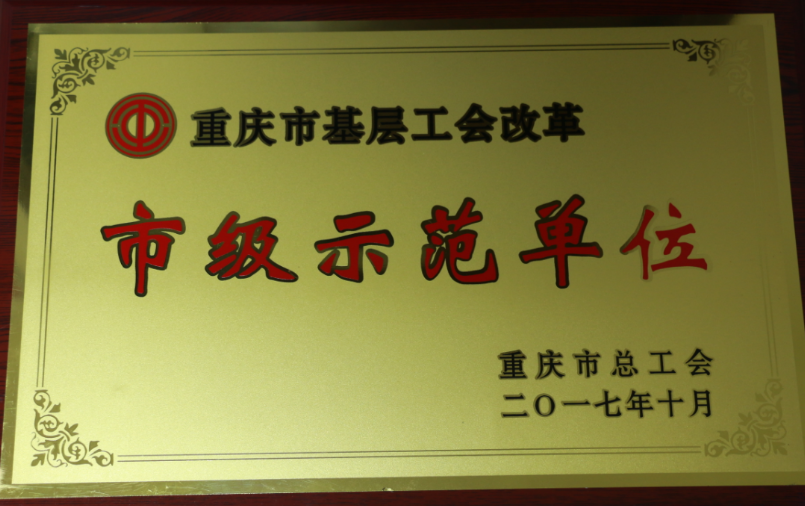 重庆市基层工会改革
市级示范单位
重庆市总工会
二〇一七年十月